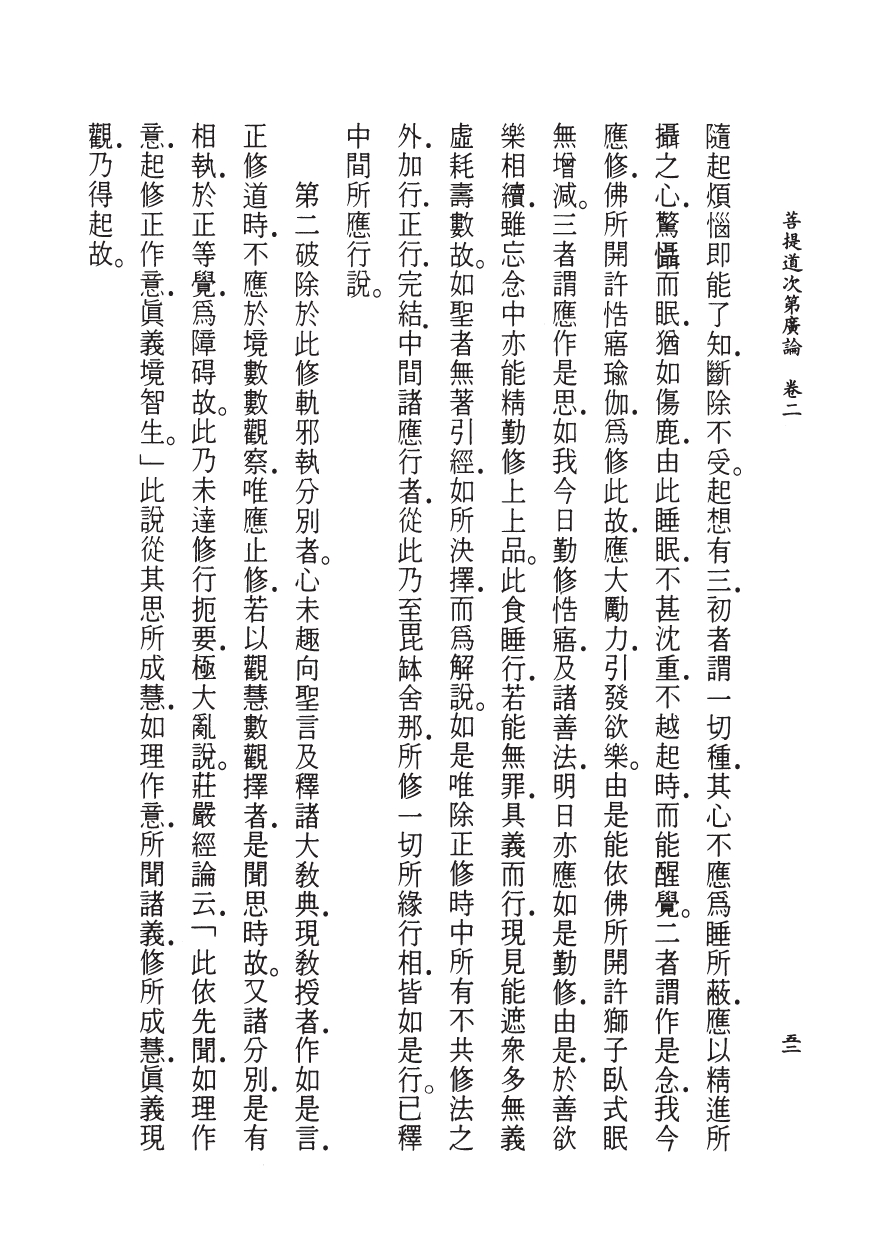 菩提道次第廣論　卷二
五二
隨起煩惱即能了知．斷除不受。起想有三．初者謂一切種．其心不應爲睡所蔽．應以精進所
攝之心．驚懾而眠．猶如傷鹿．由此睡眠．不甚沈重．不越起時．而能醒覺。二者謂作是念．我今
應修．佛所開許悎寤瑜伽．爲修此故．應大勵力．引發欲樂。由是能依佛所開許獅子臥式眠
無增減。三者謂應作是思．如我今日勤修悎寤．及諸善法．明日亦應如是勤修．由是．於善欲
樂相續．雖忘念中亦能精勤修上上品。此食睡行．若能無罪．具義而行．現見能遮衆多無義
虛耗壽數故。如聖者無著引經．如所決擇．而爲解說。如是唯除正修時中所有不共修法之
外．加行．正行．完結．中間諸應行者．從此乃至毘缽舍那．所修一切所緣行相．皆如是行。已釋
中間所應行說。
第二破除於此修軌邪執分別者。心未趣向聖言及釋諸大教典．現教授者．作如是言．
正修道時．不應於境數數觀察．唯應止修．若以觀慧數觀擇者．是聞思時故。又諸分別．是有
相執．於正等覺．爲障碍故。此乃未達修行扼要．極大亂說。莊嚴經論云．「此依先聞．如理作
意．起修正作意．眞義境智生。」此說從其思所成慧．如理作意．所聞諸義．修所成慧．眞義現
觀．乃得起故。